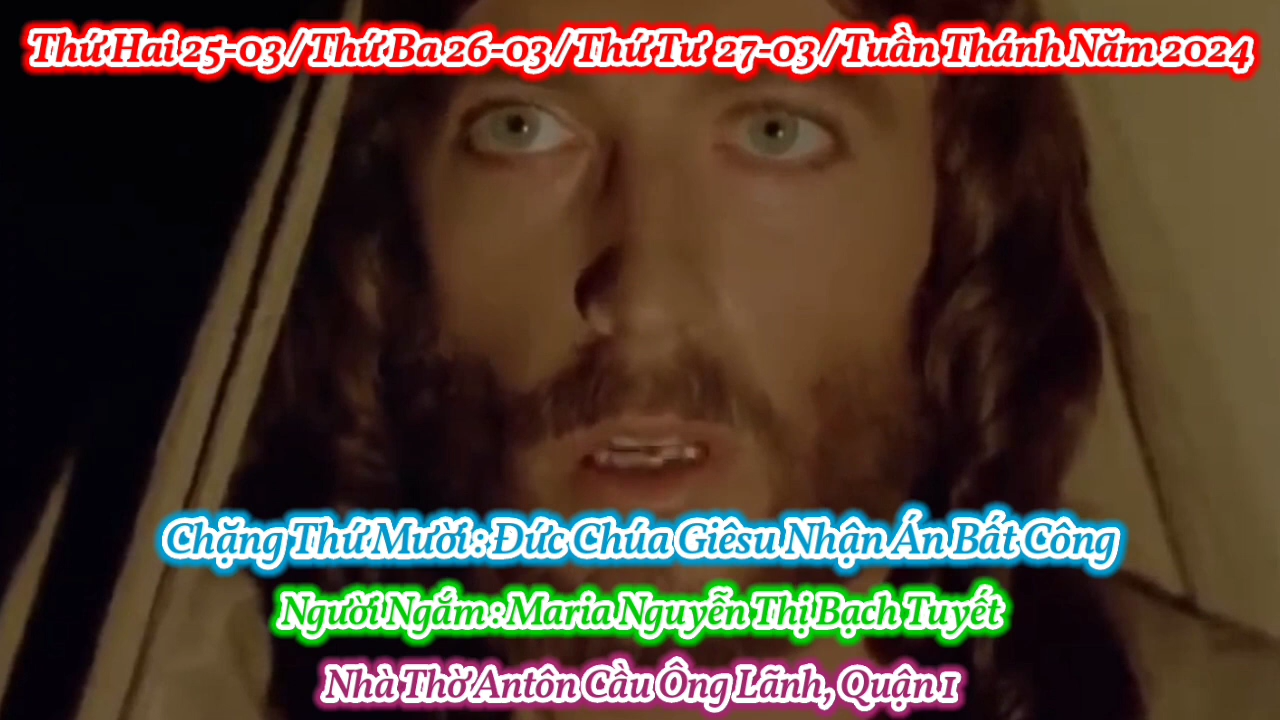 Thứ Hai 25-03 / Thứ Ba 26-03 / Thứ Tư 27-03 / Tuần Thánh Năm 2024
Chặng Thứ Mười : Đức Chúa Giêsu Nhận Án Bất Công
Người Ngắm : Maria Nguyễn Thị Bạch Tuyết
Nhà Thờ Antôn Cầu Ông Lãnh, Quận 1